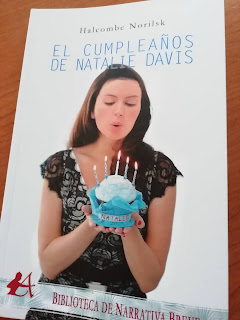 Halcombe Norilsk
EL CUMPLEAÑOS
DE NATALIE DAVIS
NATALIE
A
BIBLIOTECA DE NARRATIVA BREVE